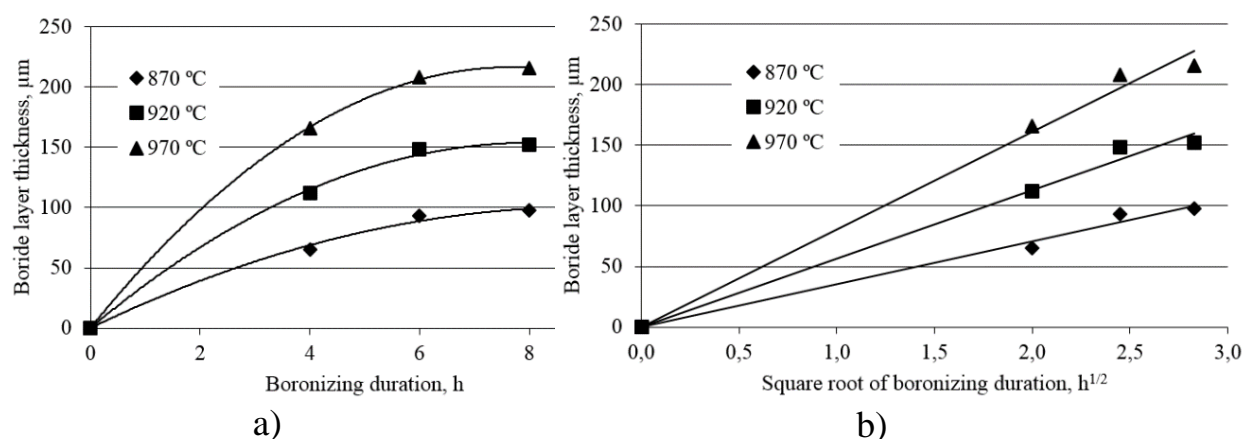 250
200
150
100
50
0
Boride layer thickness, µm
870 ºC
920 ºC
970 ºC
0 2 4 6 8
Boronizing duration, h
a)
250
200
150
100
50
0
Boride layer thickness, µm
870 ºC
920 ºC
970 ºC
0,0 0,5 1,0 1,5 2,0 2,5 3,0
Square root of boronizing duration, h1/2
b)